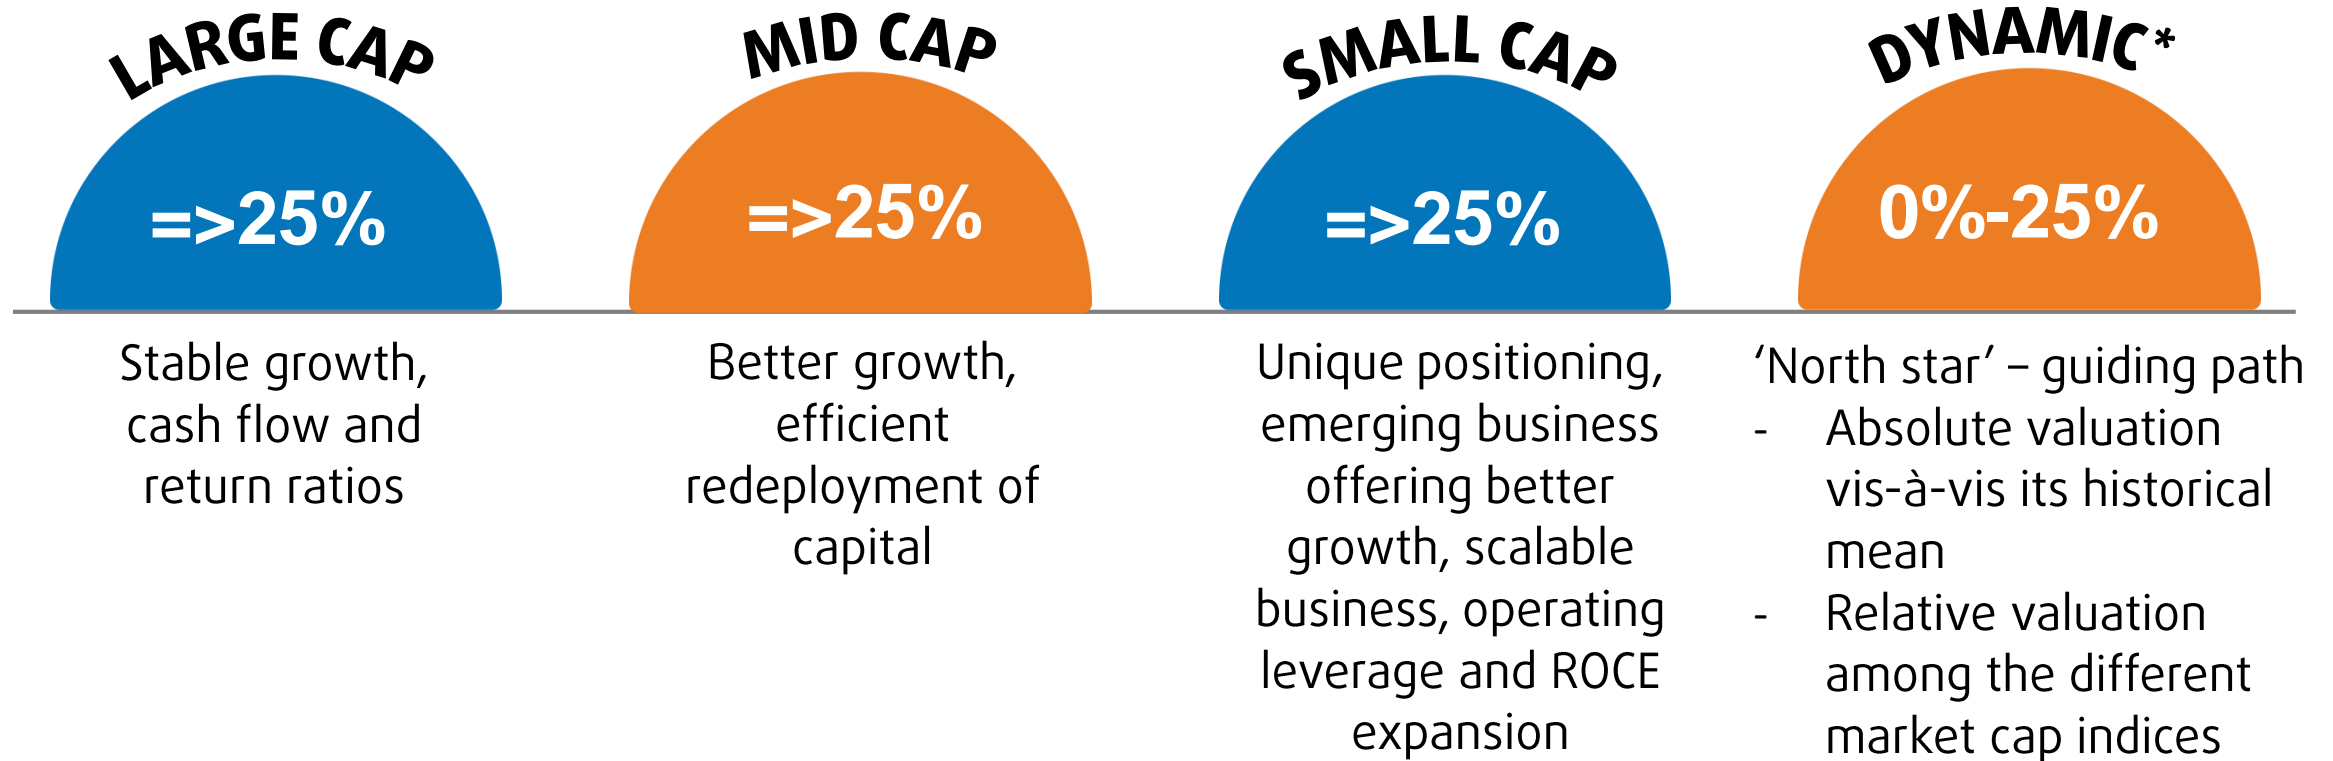 LARGE CAP
=>25%
Stable growth,
cash flow and
return ratios
MID CAP
=>25%
Better growth,
efficient
redeployment of
capital
SMALL CAP
=>25%
Unique positioning,
emerging business
offering better
growth, scalable
business, operating
leverage and ROCE
expansion
DYNAMIC*
0%-25%
‘North star’ – guiding path
- Absolute valuation
vis-à-vis its historical
mean
- Relative valuation
among the different
market cap indices